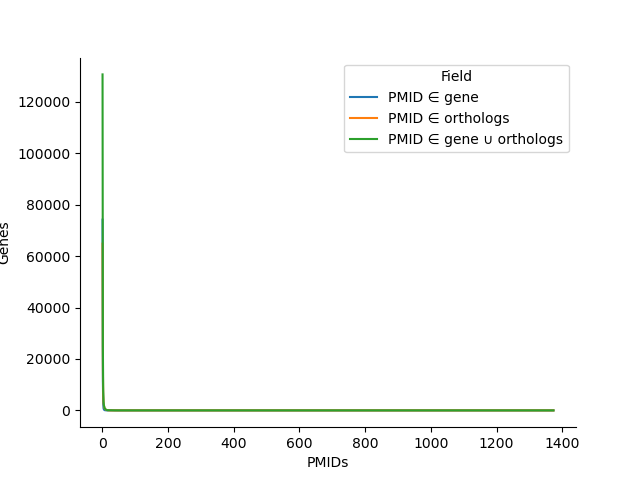 Field
PMID ∈ gene
PMID ∈ orthologs
PMID ∈ gene ∪ orthologs
120000
100000
80000
60000
40000
20000
0
Genes
0 200 400 600 800 1000 1200 1400
PMIDs